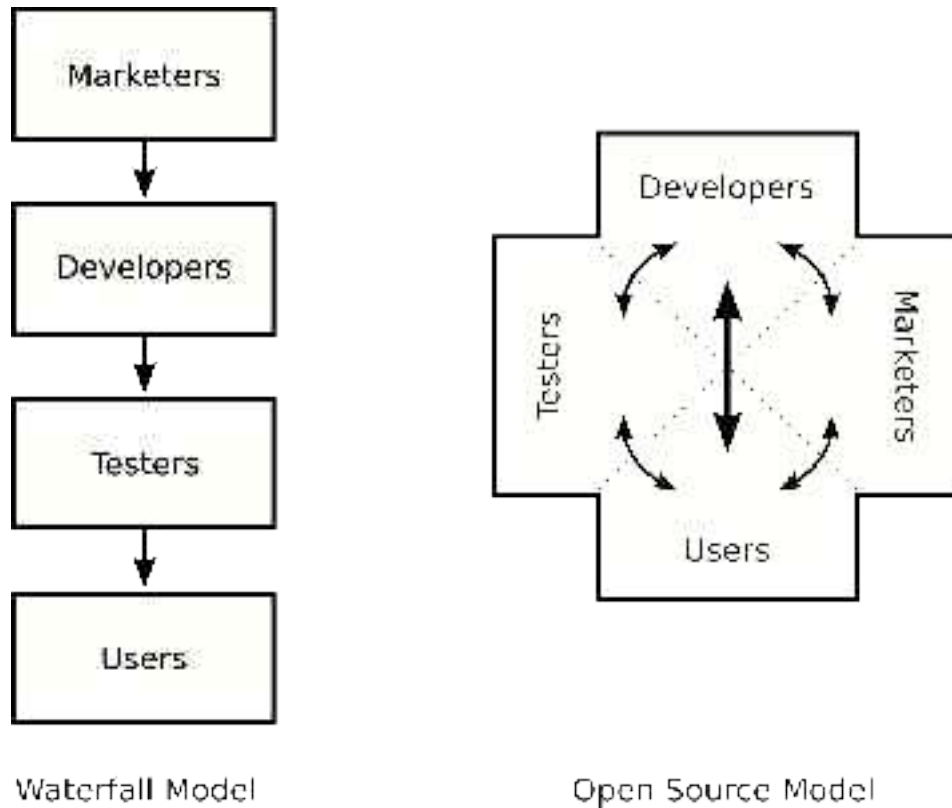 Marketers
Developers
Testers
Users
Waterfall Model
Developers
Testers
Marketers
Users
Open Source Model